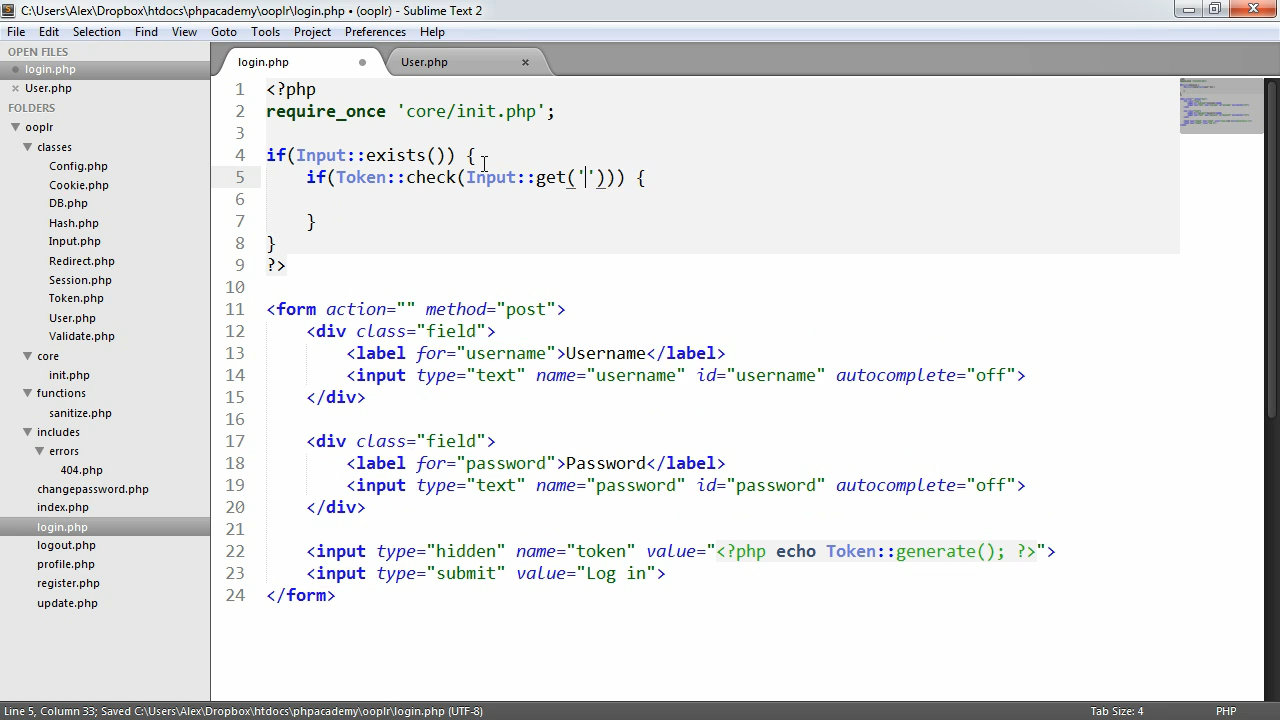 C:\Users\Alex\Dropbox\htdocs\phpacademy\ooplr\login.php • (ooplr) - Sublime Text 2
File Edit Selection Find View Goto Tools Project Preferences Help
OPEN FILES
login.php
User.php
FOLDERS
ooplr
classes
Config.php
Cookie.php
DB.php
Hash.php
Input.php
Redirect.php
Session.php
Token.php
User.php
Validate.php
core
init.php
functions
sanitize.php
includes
errors
404.php
changepassword.php
index.php
login.php
logout.php
profile.php
register.php
update.php
login.php User.php
1 <?php
2 require_once 'core/init.php';
3
4 if(Input::exists()) {
5 if(Token::check(Input::get(''))) {
6
7 }
8 }
9 ?>
10
11 <form action="" method="post">
12 <div class="field">
13 <label for="username">Username</label>
14 <input type="text" name="username" id="username" autocomplete="off">
15 </div>
16
17 <div class="field">
18 <label for="password">Password</label>
19 <input type="text" name="password" id="password" autocomplete="off">
20 </div>
21
22 <input type="hidden" name="token" value="<?php echo Token::generate(); ?>">
23 <input type="submit" value="Log in">
24 </form>
Line 5, Column 33; Saved C:\Users\Alex\Dropbox\htdocs\phpacademy\ooplr\login.php (UTF-8) Tab Size: 4 PHP